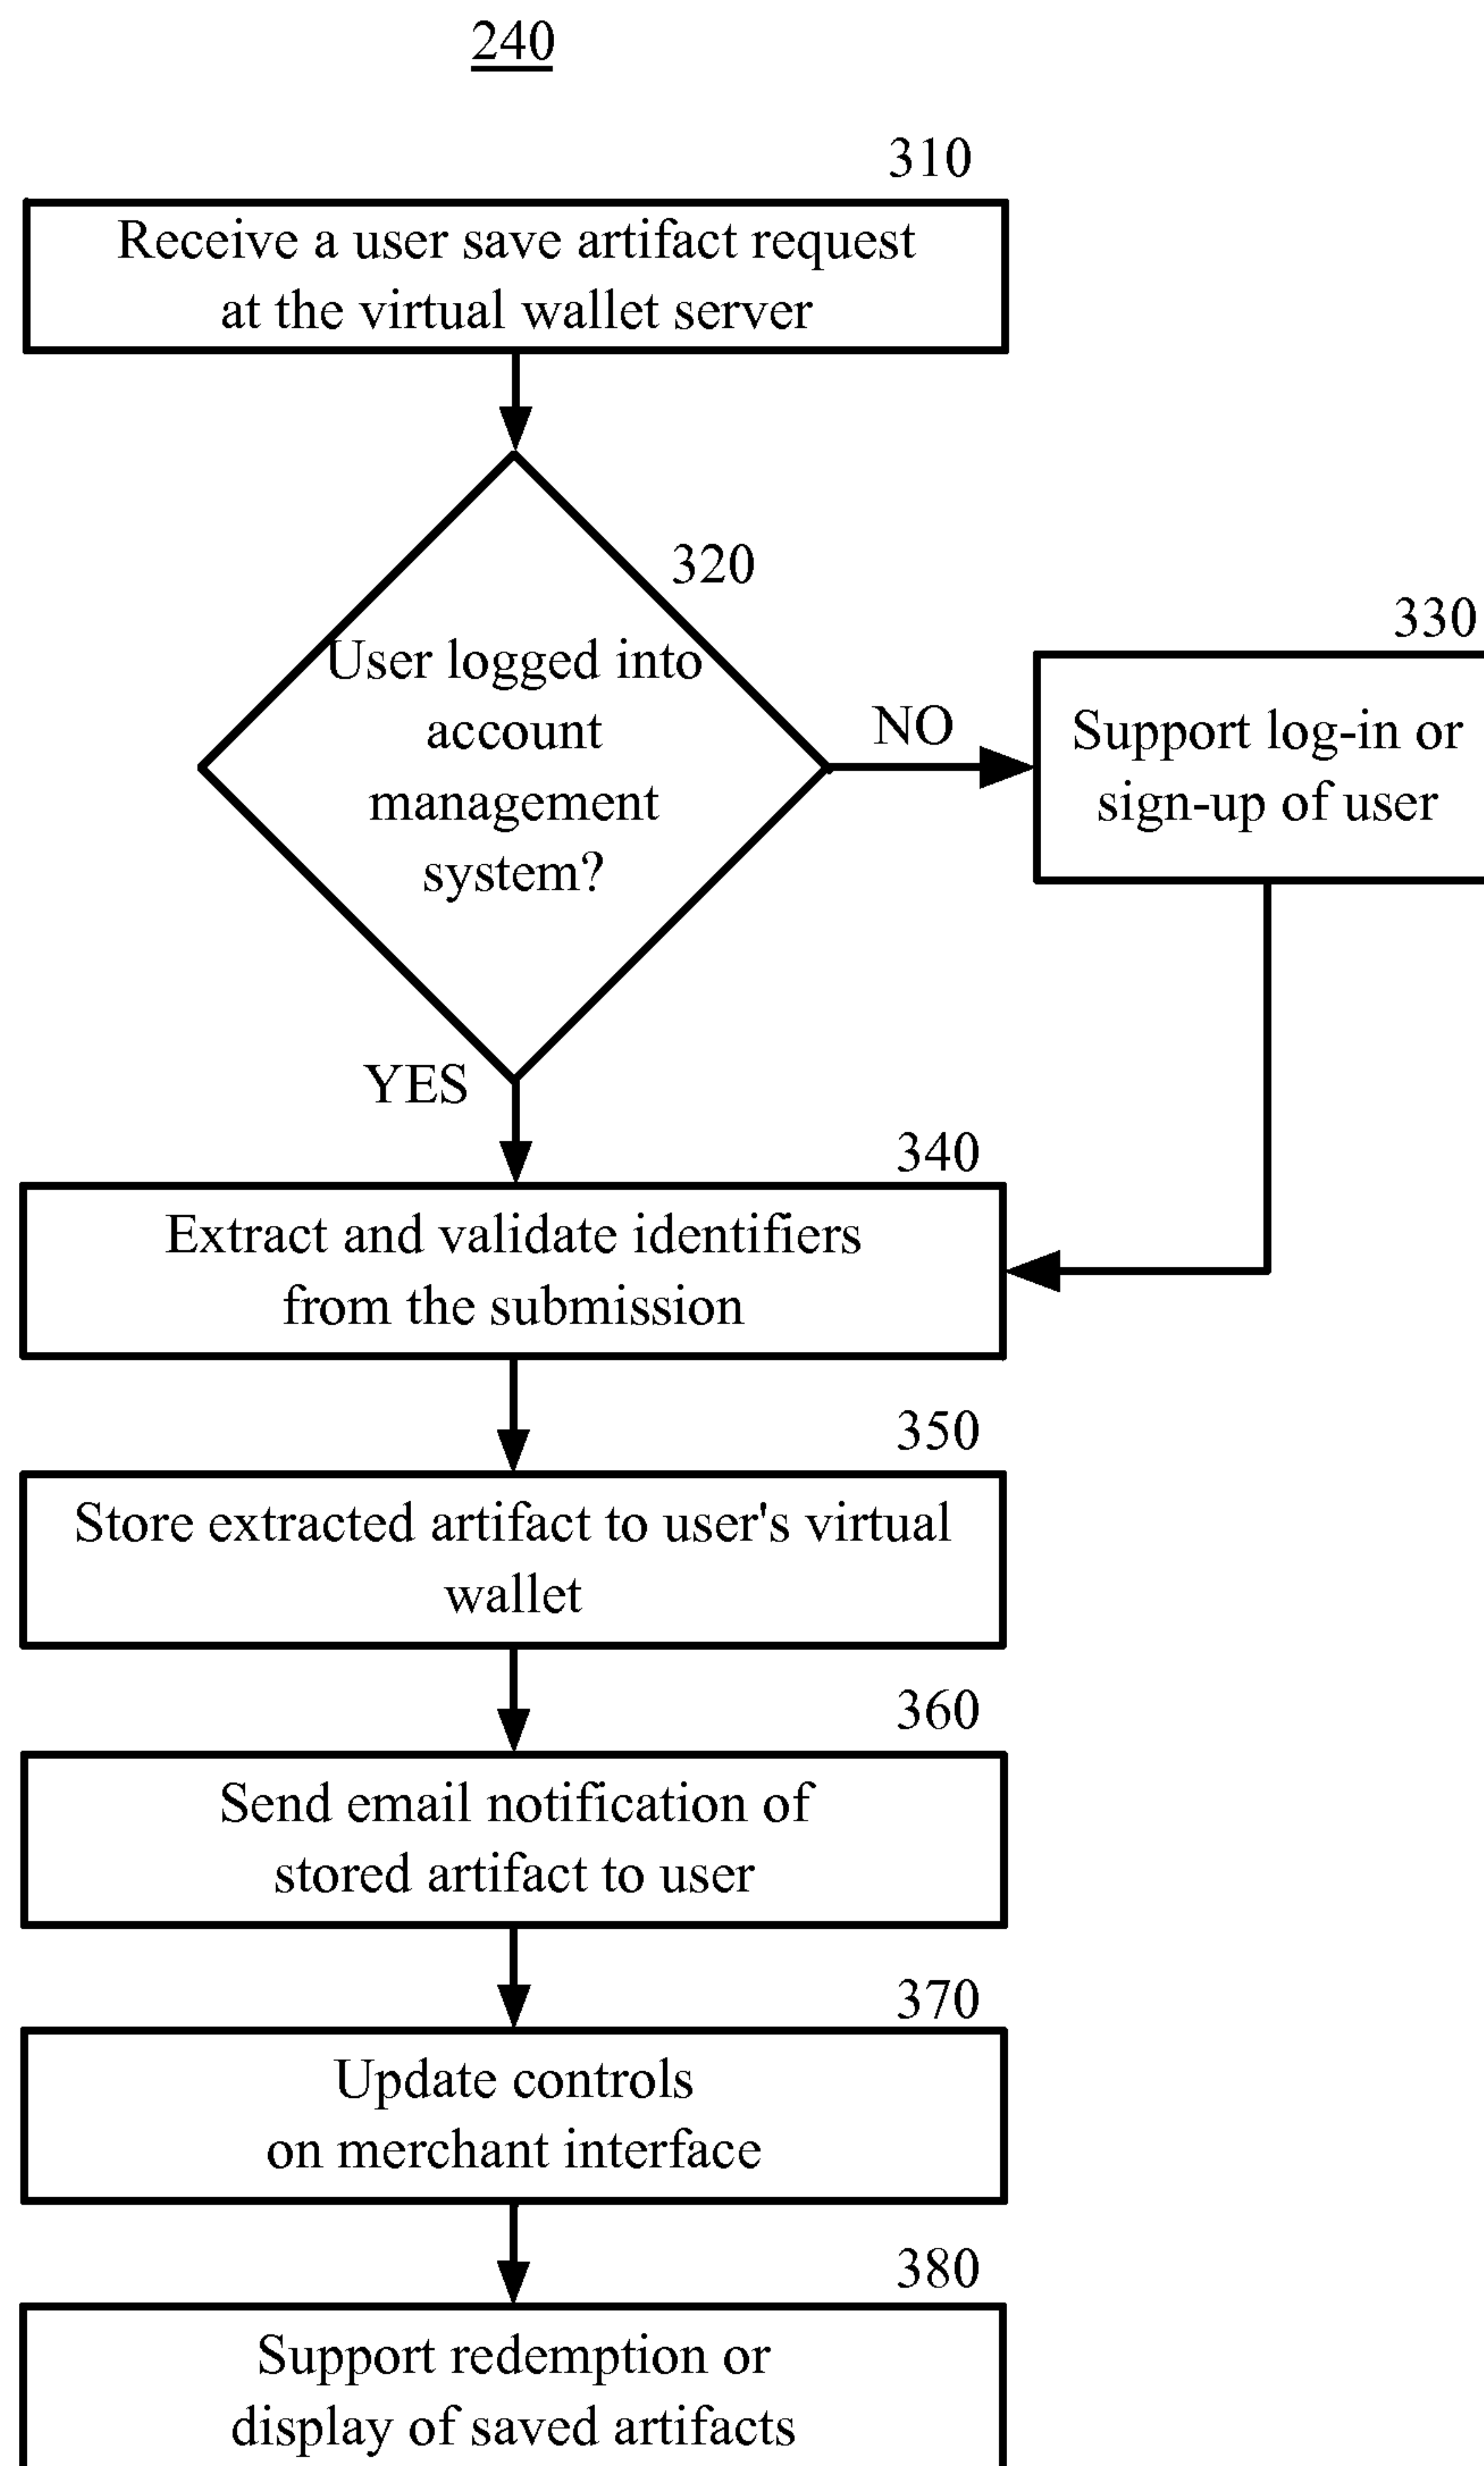 240
310
Receive a user save artifact request
at the virtual wallet server
320
User logged into
account
management
system?
NO
330
Support log-in or
sign-up of user
YES
340
Extract and validate identifiers
from the submission
350
Store extracted artifact to user's virtual
wallet
360
Send email notification of
stored artifact to user
370
Update controls
on merchant interface
380
Support redemption or
display of saved artifacts